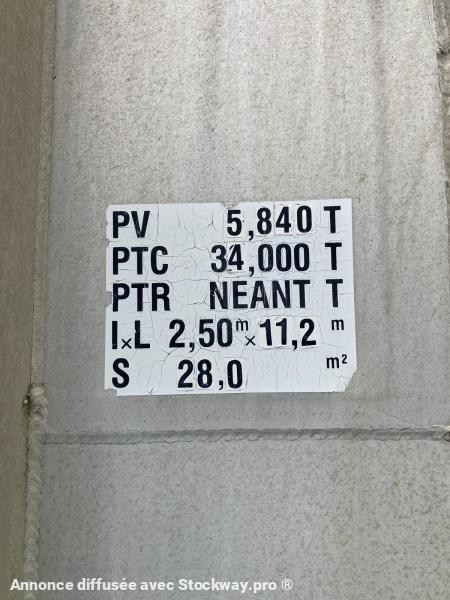 PV 5,840 T
PTC 34,000 T
PTR NEANT T
l×L 2,50 m × 11,2 m
S 28,0 m²
Annonce diffusée avec Stockway.pro ®